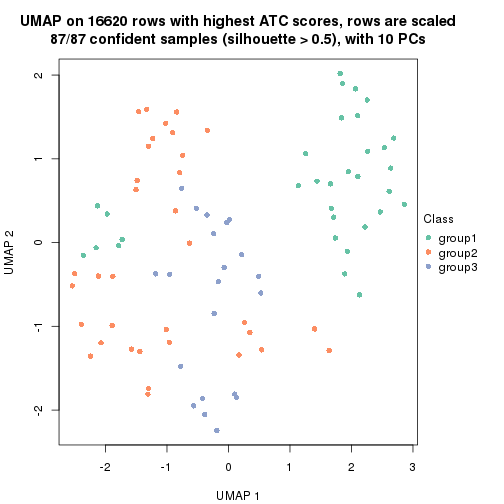 UMAP on 16620 rows with highest ATC scores, rows are scaled
87/87 confident samples (silhouette > 0.5), with 10 PCs
2
1
0
-1
-2
UMAP 2
-2
-1
0
1
2
3
UMAP 1
Class
group1
group2
group3